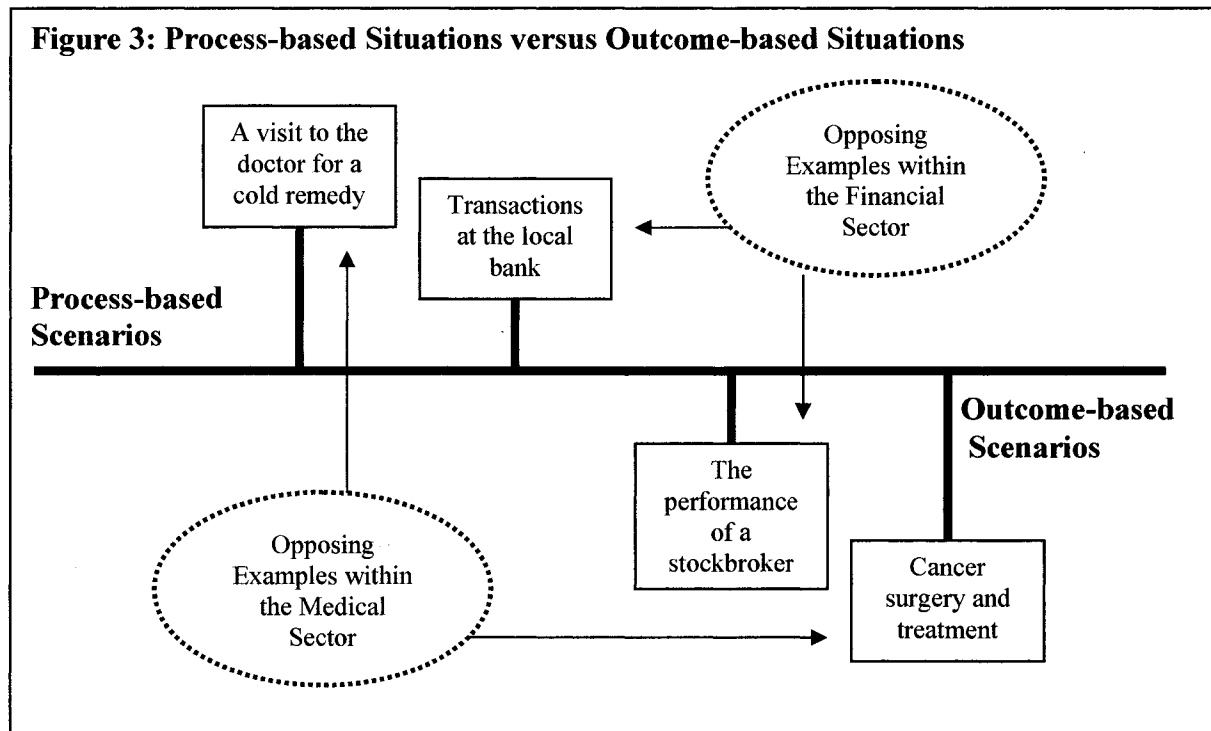 Figure 3: Process-based Situations versus Outcome-based Situations
A visit to the
doctor for a
cold remedy
Transactions
at the local
bank
Opposing
Examples within
the Financial
Sector
Process-based
Scenarios
Outcome-based
Scenarios
The
performance
of a
stockbroker
Opposing
Examples within
the Medical
Sector
Cancer
surgery and
treatment